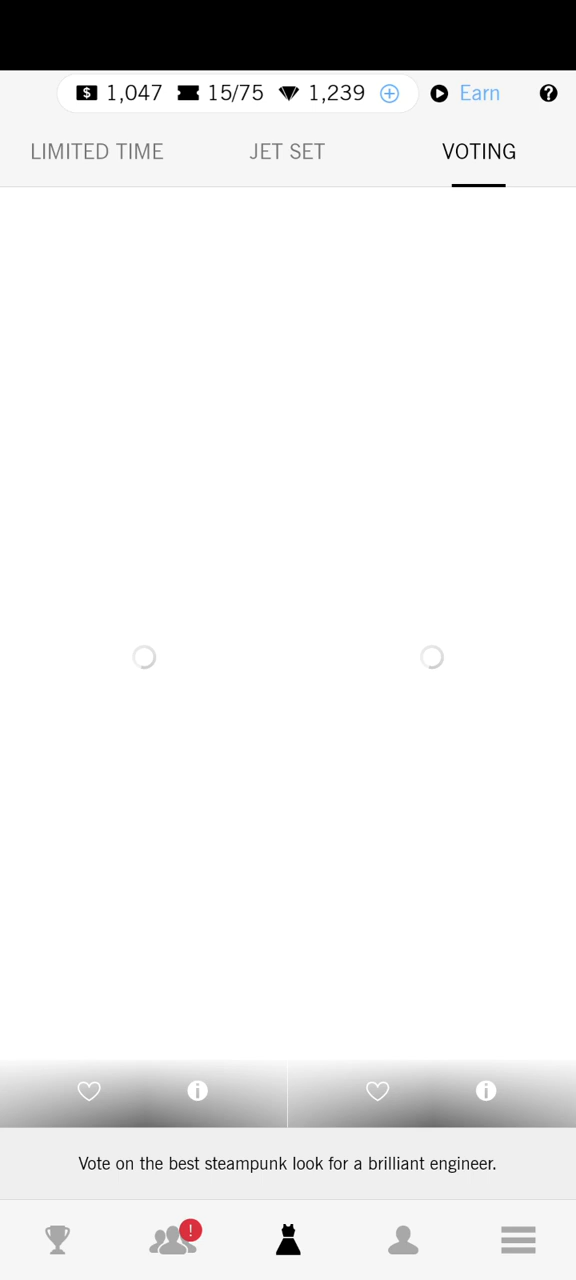 $ 1,047 15/75 1,239 Earn ?
LIMITED TIME JET SET VOTING
i i
Vote on the best steampunk look for a brilliant engineer.
!